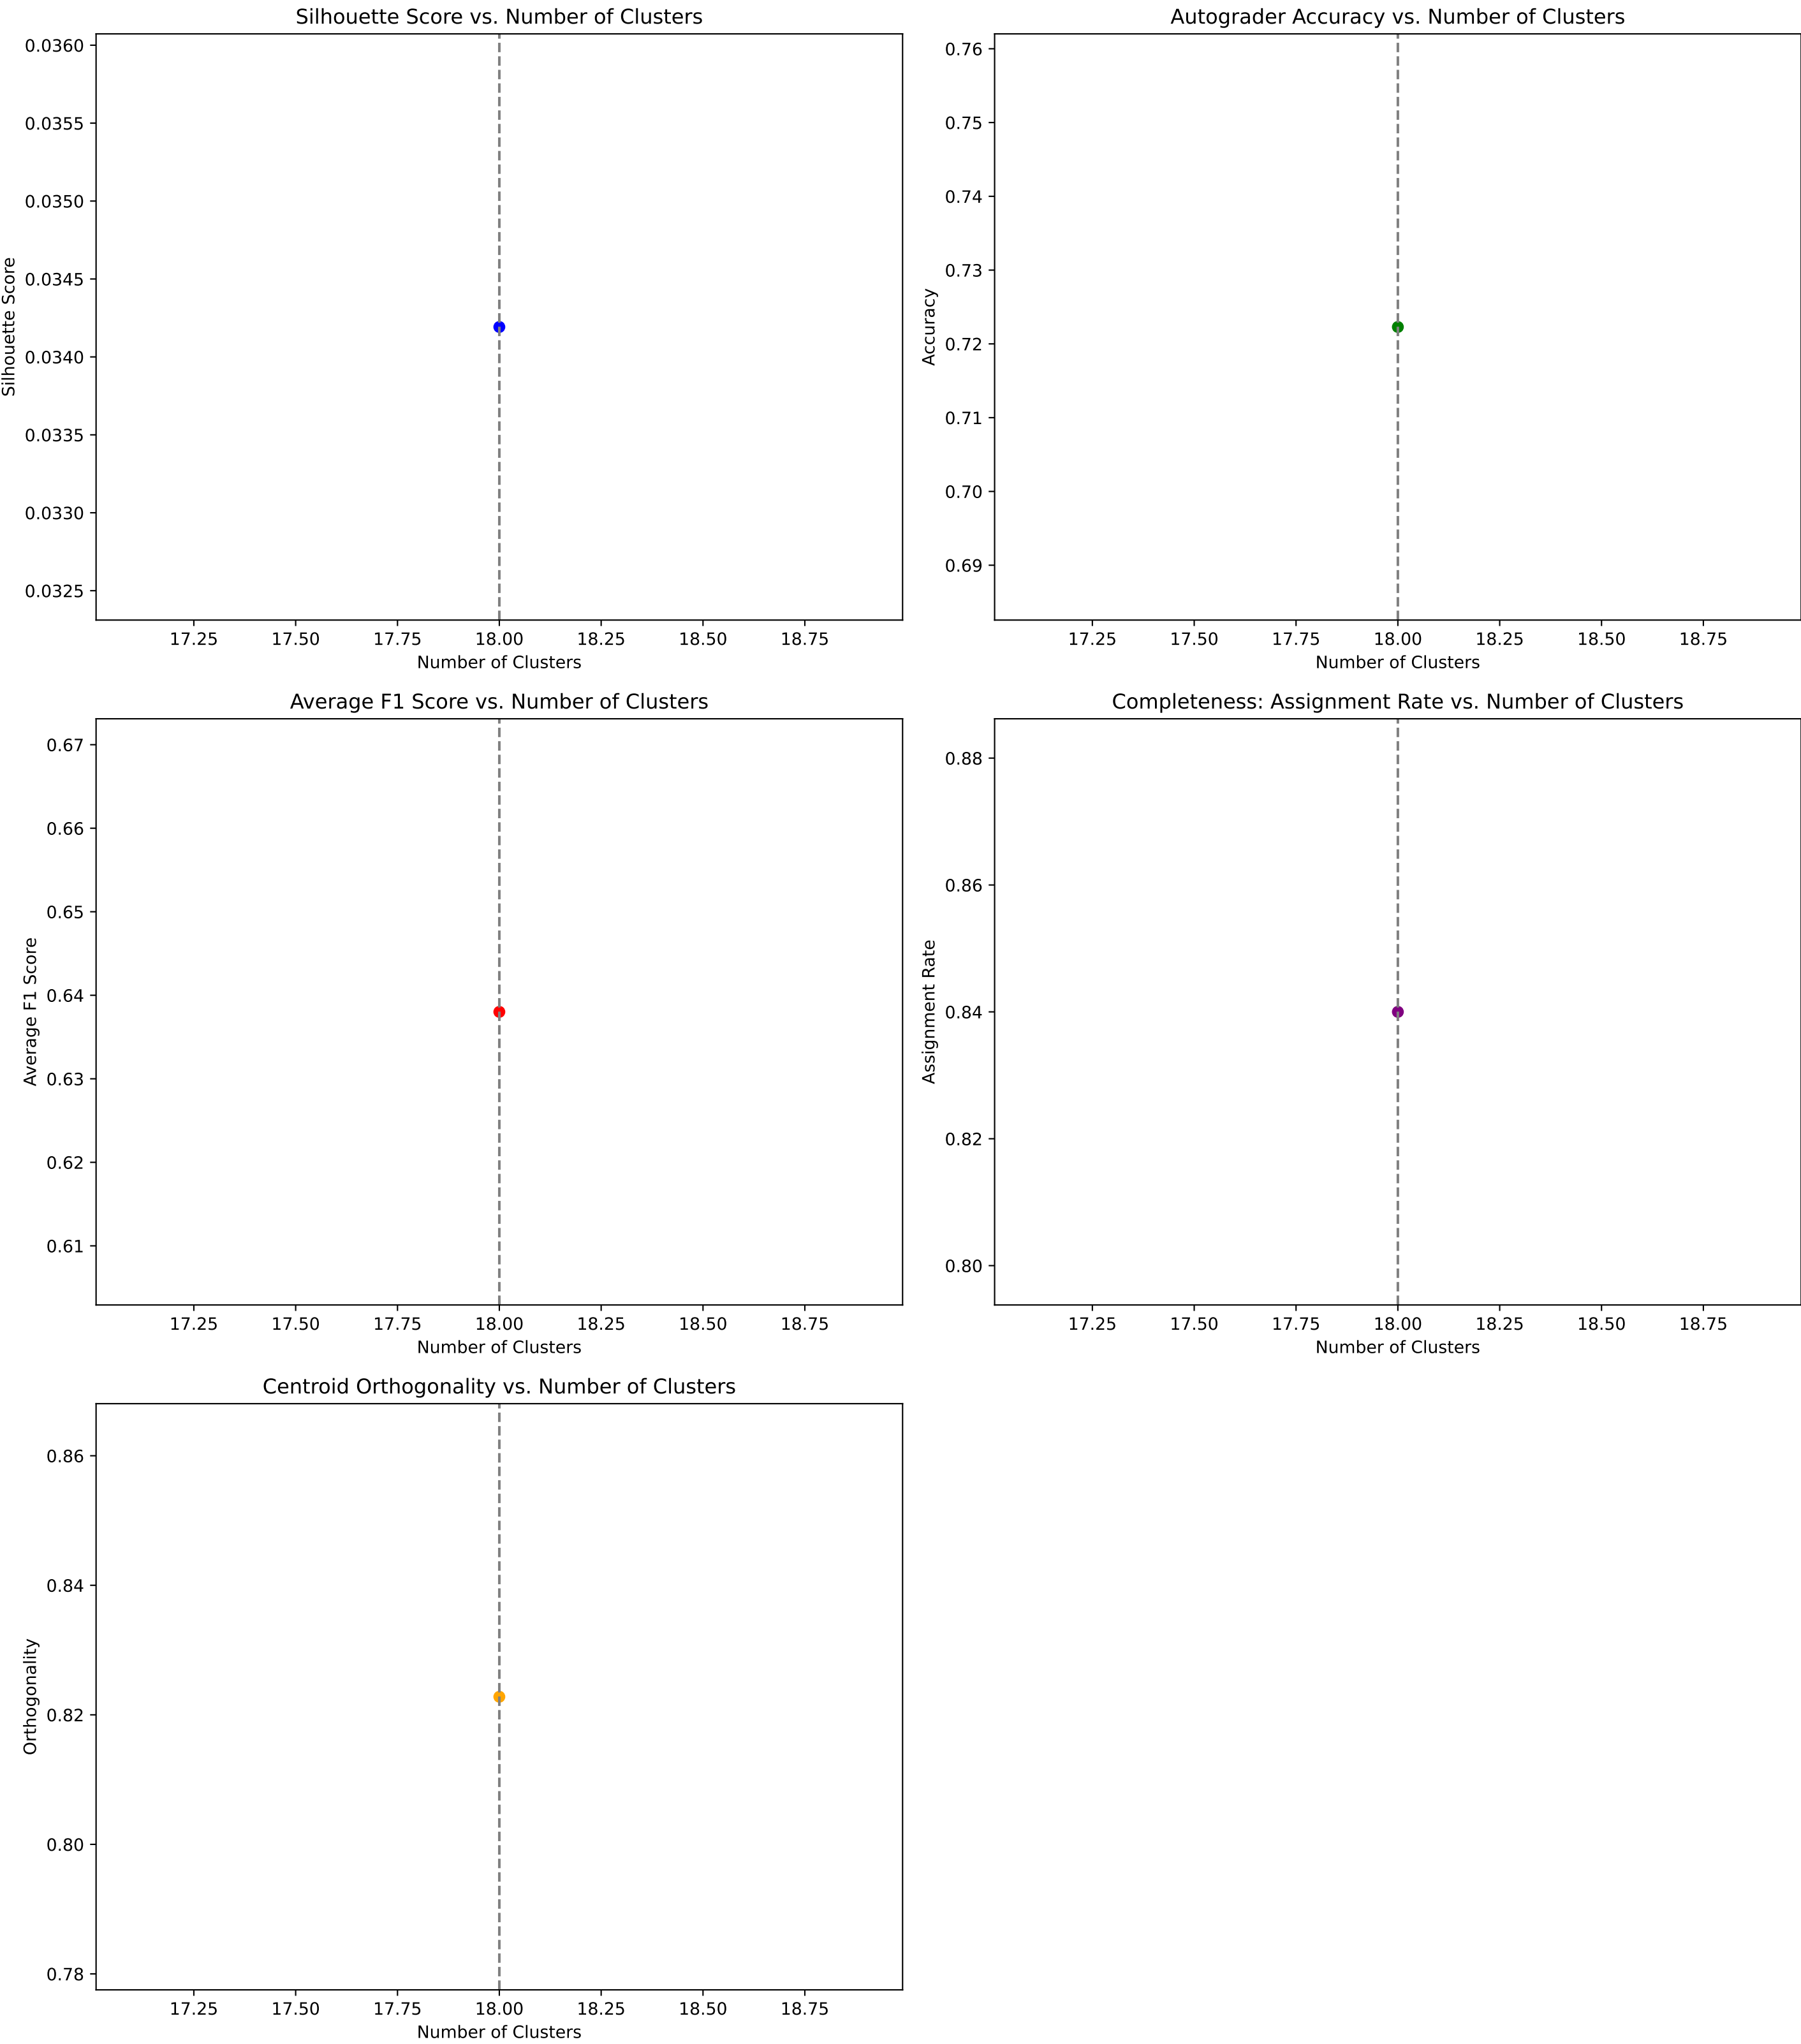 Silhouette Score vs. Number of Clusters
0.0360
0.0355
0.0350
0.0345
0.0340
0.0335
0.0330
0.0325
Silhouette Score
17.25 17.50 17.75 18.00 18.25 18.50 18.75
Number of Clusters
Autograder Accuracy vs. Number of Clusters
0.76
0.75
0.74
0.73
0.72
0.71
0.70
0.69
Accuracy
17.25 17.50 17.75 18.00 18.25 18.50 18.75
Number of Clusters
Average F1 Score vs. Number of Clusters
0.67
0.66
0.65
0.64
0.63
0.62
0.61
Average F1 Score
17.25 17.50 17.75 18.00 18.25 18.50 18.75
Number of Clusters
Completeness: Assignment Rate vs. Number of Clusters
0.88
0.86
0.84
0.82
0.80
Assignment Rate
17.25 17.50 17.75 18.00 18.25 18.50 18.75
Number of Clusters
Centroid Orthogonality vs. Number of Clusters
0.86
0.84
0.82
0.80
0.78
Orthogonality
17.25 17.50 17.75 18.00 18.25 18.50 18.75
Number of Clusters